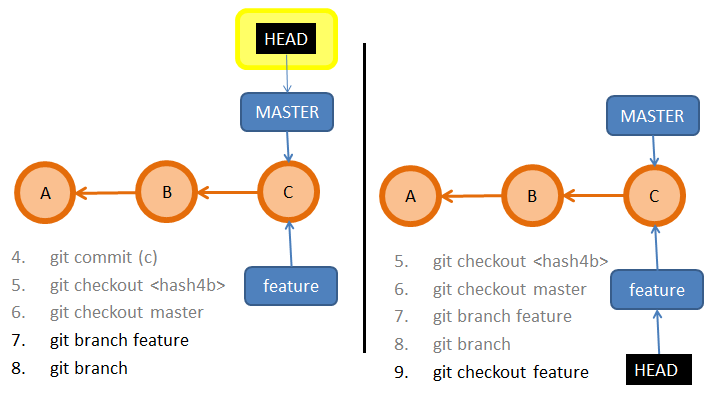 HEAD
MASTER
A
B
C
feature
4. git commit (c)
5. git checkout <hash4b>
6. git checkout master
7. git branch feature
8. git branch
MASTER
A
B
C
feature
HEAD
5. git checkout <hash4b>
6. git checkout master
7. git branch feature
8. git branch
9. git checkout feature